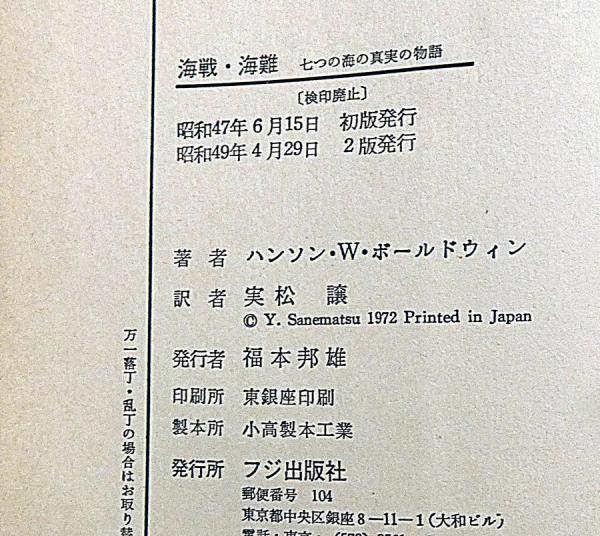 海戦・海難 七つの海の真実の物語
〔検印廃止〕
昭和47年6月15日 初版発行
昭和49年4月29日 2版発行
著者 ハンソン・W・ボールドウィン
訳者 実松 譲
© Y. Sanematsu 1972 Printed in Japan
発行者 福本邦雄
印刷所 東銀座印刷
製本所 小高製本工業
発行所 フジ出版社
郵便番号 104
東京都中央区銀座8-11-1(大和ビル)
万一落丁・乱丁の場合はお取り替